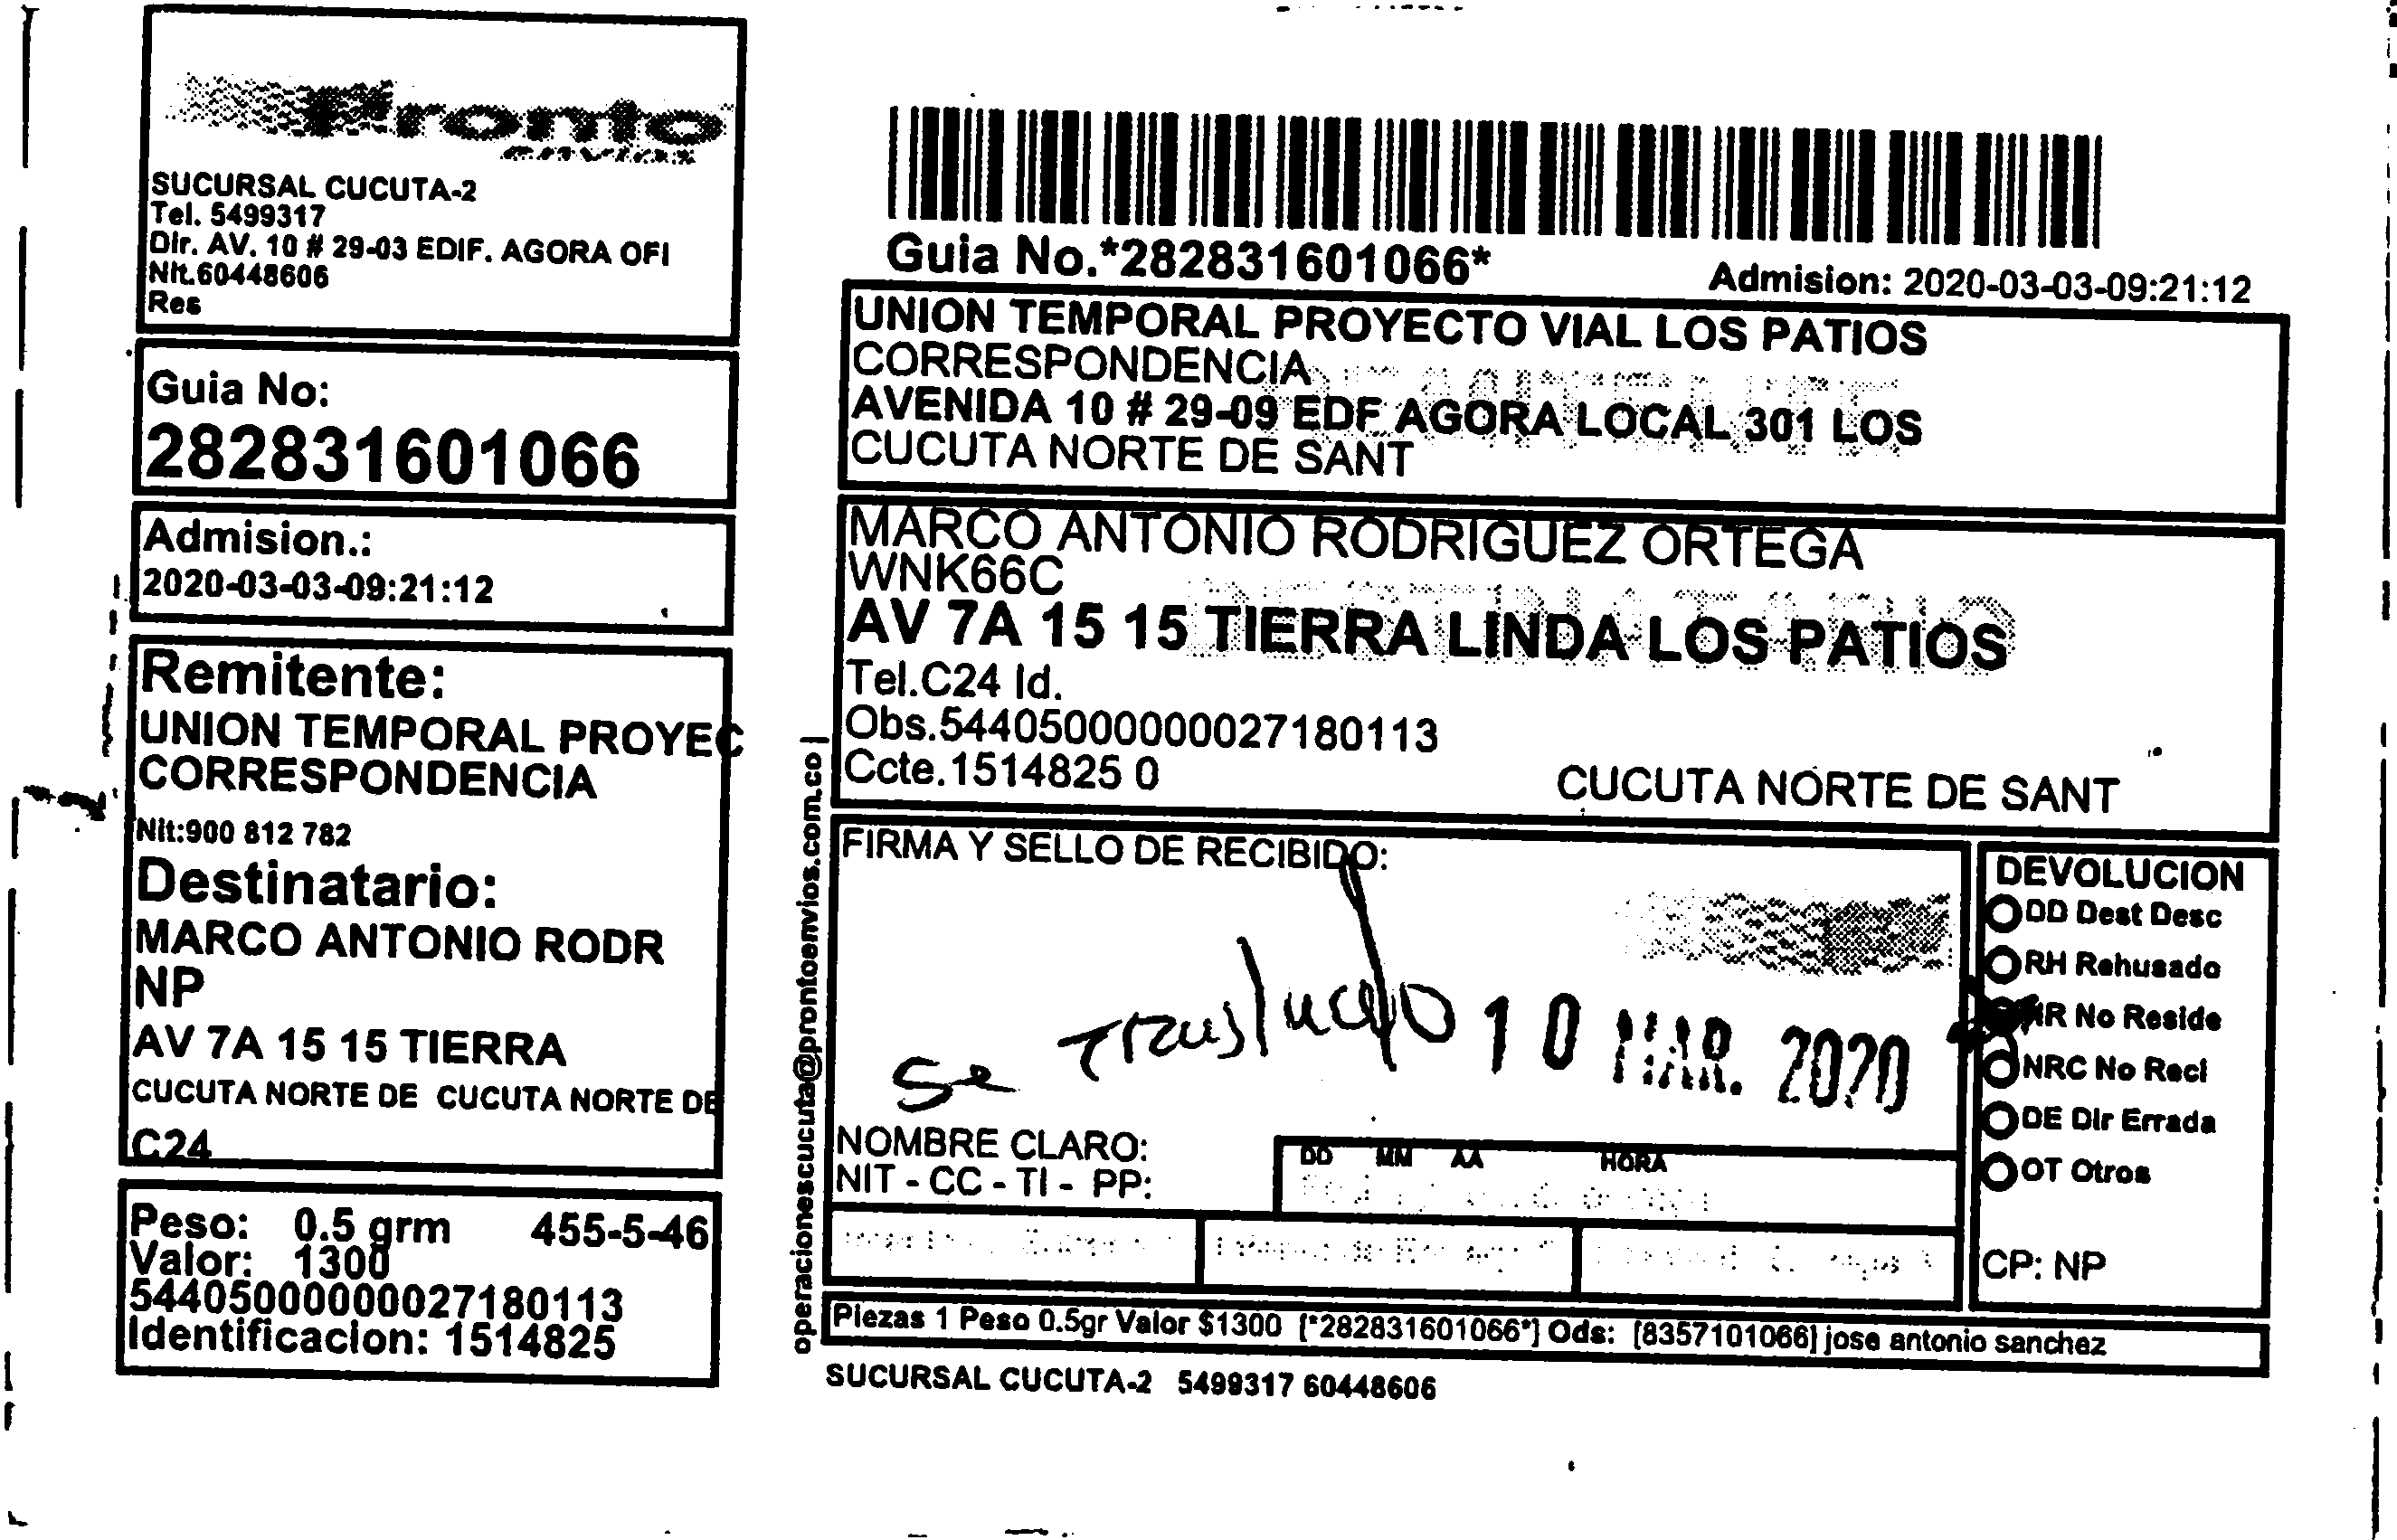 Pronto
envios
SUCURSAL CUCUTA-2
Tel. 5499317
Dir. AV. 10 # 29-03 EDIF. AGORA OFI
Nit.60448606
Res
Guia No:
282831601066
Admision.:
2020-03-03-09:21:12
Remitente:
UNION TEMPORAL PROYEC
CORRESPONDENCIA
Nit:900 812 782
Destinatario:
MARCO ANTONIO RODR
NP
AV 7A 15 15 TIERRA
CUCUTA NORTE DE CUCUTA NORTE DE
C24
Peso: 0.5 grm 455-5-46
Valor: 1300
544050000000027180113
Identificacion: 1514825
operacionescucuta@prontoenvios.com.co |
Guia No.*282831601066*
Admision: 2020-03-03-09:21:12
UNION TEMPORAL PROYECTO VIAL LOS PATIOS
CORRESPONDENCIA
REMITENTE
AVENIDA 10 # 29-09 EDF AGORA LOCAL 301 LOS
CUCUTA NORTE DE SANT
MARCO ANTONIO RODRIGUEZ ORTEGA
WNK66C
DESTINATARIO
AV 7A 15 15 TIERRA LINDA LOS PATIOS
Tel.C24 Id.
Obs.544050000000027180113
Ccte.1514825 0
CUCUTA NORTE DE SANT
FIRMA Y SELLO DE RECIBIDO:
Se Trasludo 10 MAR. 2020
NOMBRE CLARO:
NIT - CC - TI - PP:
DD MM AA HORA
DEVOLUCION
DD Dest Desc
RH Rehusado
NR No Reside
NRC No Recl
DE Dir Errada
OT Otros
CP: NP
Piezas 1 Peso 0.5gr Valor $1300 [*282831601066*] Ods: [8357101066] jose antonio sanchez
SUCURSAL CUCUTA-2 5499317 60448606